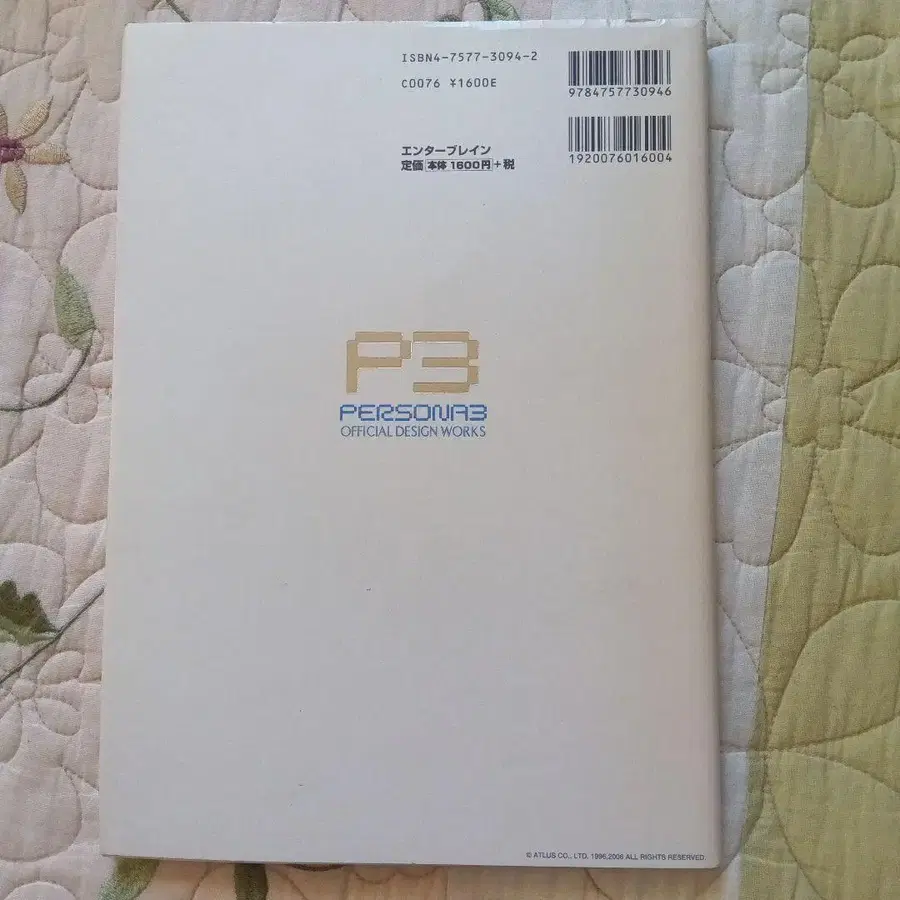 ISBN4-7577-3094-2
C0076 ¥1600E
9784757730946
エンターブレイン
定価 本体 1600円 +税
1920076016004
P3
PERSONA3
OFFICIAL DESIGN WORKS
© ATLUS CO., LTD. 1996,2006 ALL RIGHTS RESERVED.